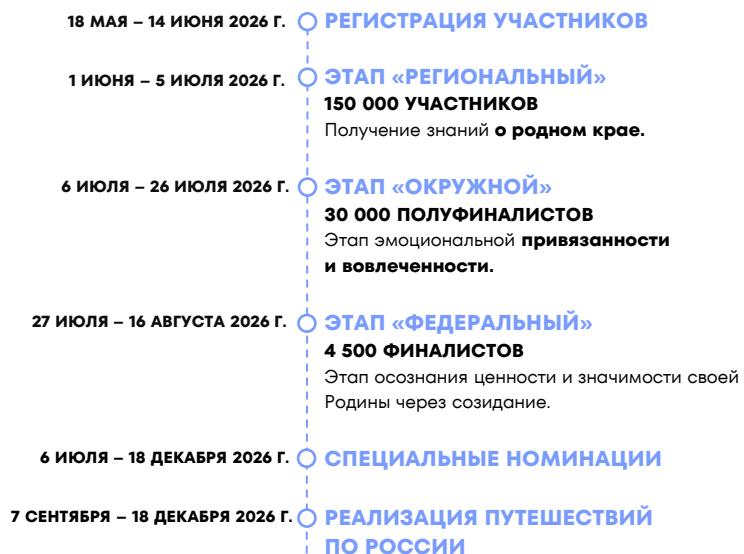 18 МАЯ – 14 ИЮНЯ 2026 Г. РЕГИСТРАЦИЯ УЧАСТНИКОВ
1 ИЮНЯ – 5 ИЮЛЯ 2026 Г. ЭТАП «РЕГИОНАЛЬНЫЙ»
150 000 УЧАСТНИКОВ
Получение знаний о родном крае.
6 ИЮЛЯ – 26 ИЮЛЯ 2026 Г. ЭТАП «ОКРУЖНОЙ»
30 000 ПОЛУФИНАЛИСТОВ
Этап эмоциональной привязанности
и вовлеченности.
27 ИЮЛЯ – 16 АВГУСТА 2026 Г. ЭТАП «ФЕДЕРАЛЬНЫЙ»
4 500 ФИНАЛИСТОВ
Этап осознания ценности и значимости своей
Родины через созидание.
6 ИЮЛЯ – 18 ДЕКАБРЯ 2026 Г. СПЕЦИАЛЬНЫЕ НОМИНАЦИИ
7 СЕНТЯБРЯ – 18 ДЕКАБРЯ 2026 Г. РЕАЛИЗАЦИЯ ПУТЕШЕСТВИЙ
ПО РОССИИ